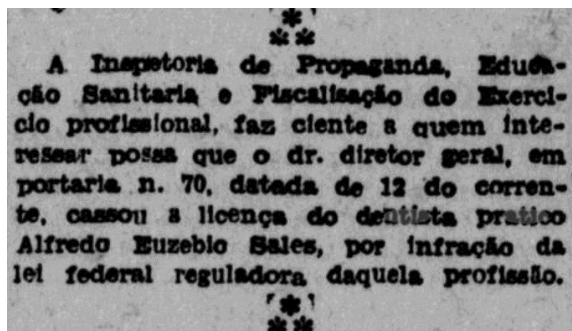 A Inspetoria de Propaganda, Educa-
ção Sanitaria e Fiscalisação do Exerci-
cio profissional, faz ciente a quem inte-
ressar possa que o dr. diretor geral, em
portaria n. 70, datada de 12 do corren-
te, cassou a licença do dentista pratico
Alfredo Euzebio Sales, por infração da
lei federal reguladora daquela profissão.